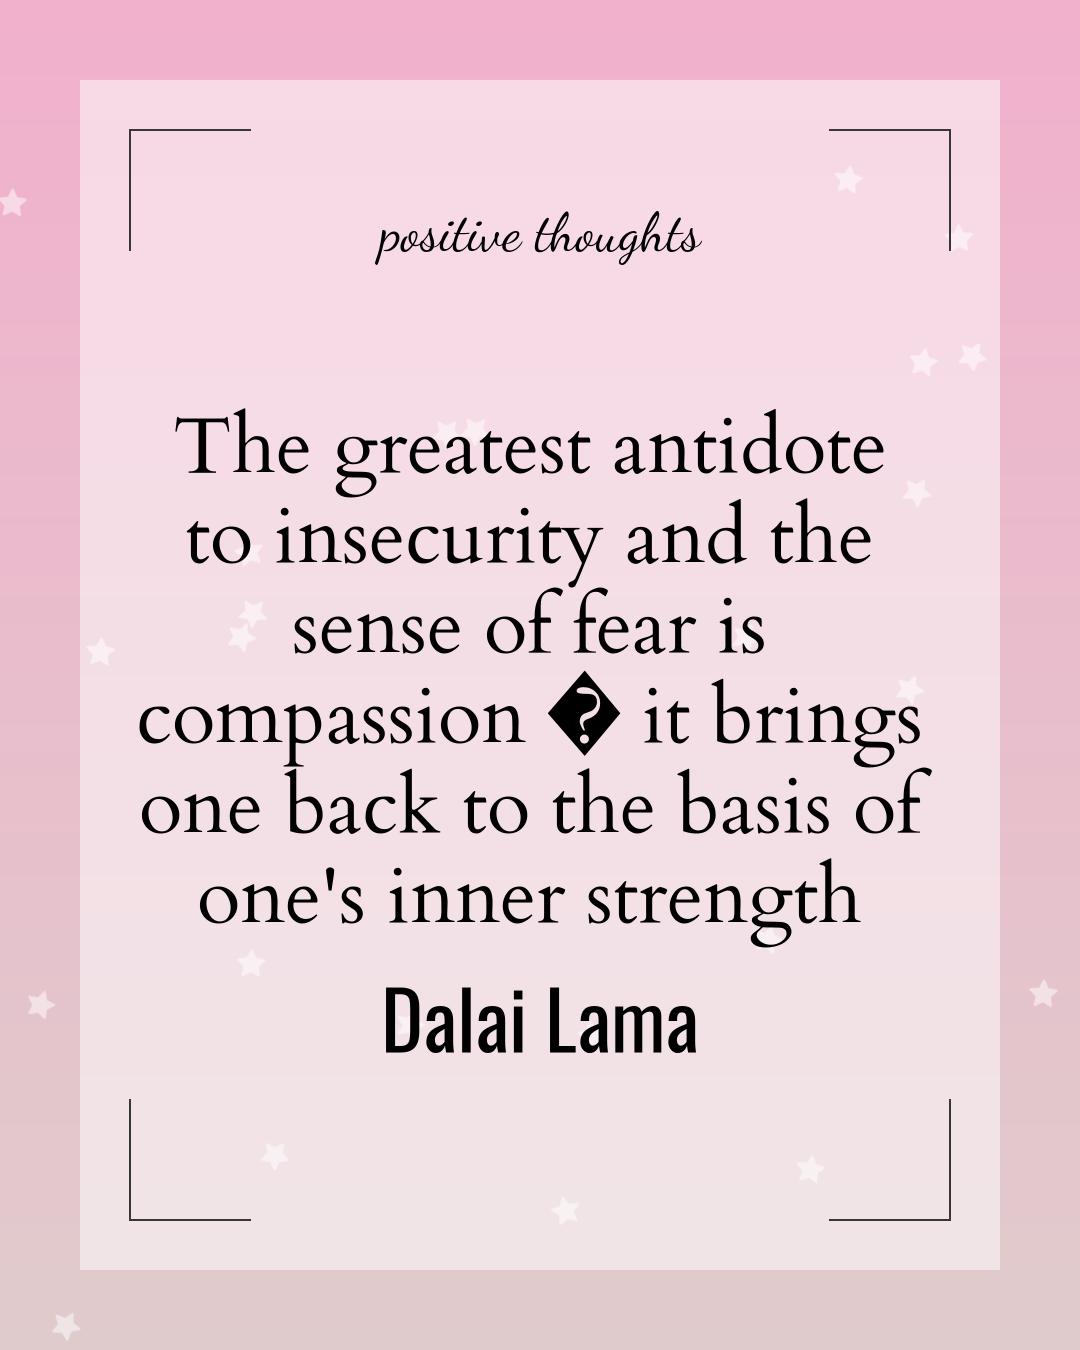 positive thoughts
The greatest antidote
to insecurity and the
sense of fear is
compassion � it brings
one back to the basis of
one's inner strength
Dalai Lama